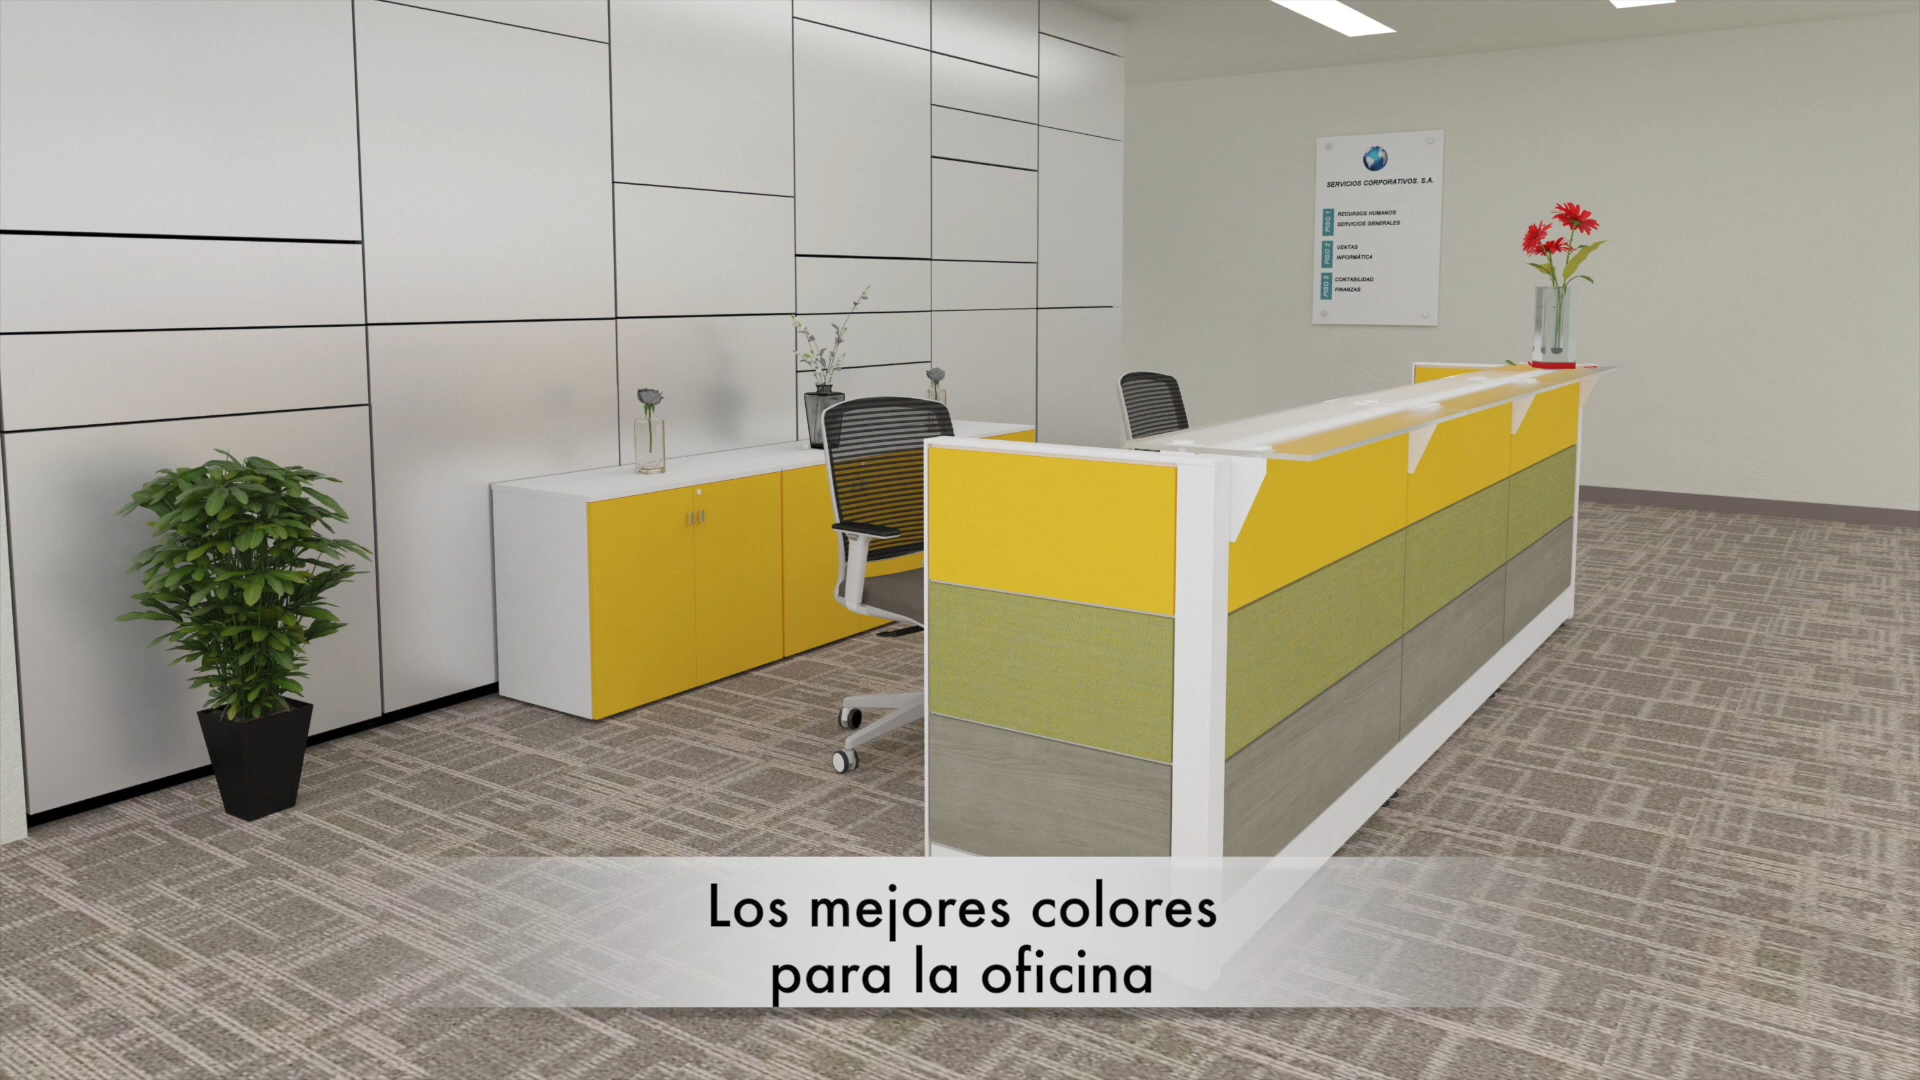 SERVICIOS CORPORATIVOS. S.A.
PISO 1
RECURSOS HUMANOS
SERVICIOS GENERALES
PISO 2
VENTAS
INFORMÁTICA
PISO 3
CONTABILIDAD
FINANZAS
Los mejores colores
para la oficina